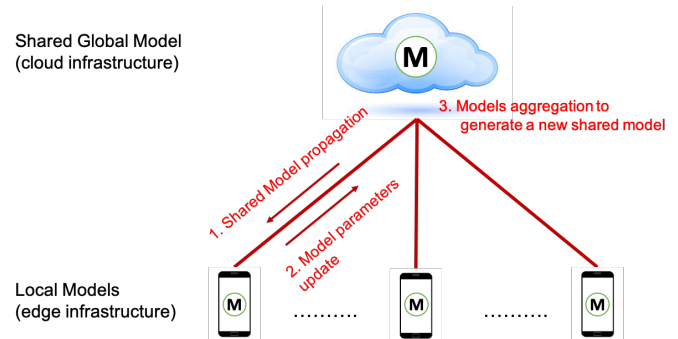 Shared Global Model
(cloud infrastructure)
M
3. Models aggregation to
generate a new shared model
1. Shared Model propagation
2. Model parameters
update
Local Models
(edge infrastructure)
M
............
M
............
M